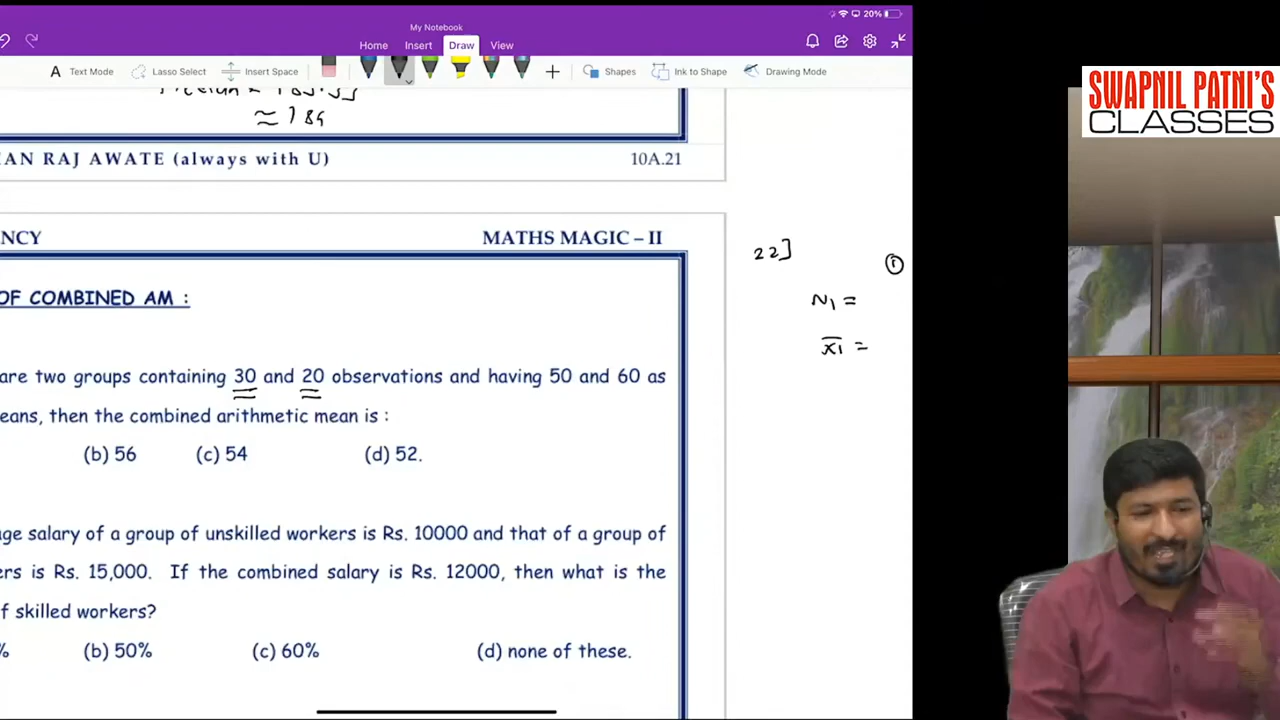 20%
My Notebook
Home Insert Draw View
A Text Mode Lasso Select Insert Space Shapes Ink to Shape Drawing Mode
≈ 189
IAN RAJ AWATE (always with U) 10A.21
NCY MATHS MAGIC – II
22] ①
OF COMBINED AM :
N1 =
x̄1 =
are two groups containing 30 and 20 observations and having 50 and 60 as
eans, then the combined arithmetic mean is :
(b) 56 (c) 54 (d) 52.
ge salary of a group of unskilled workers is Rs. 10000 and that of a group of
ers is Rs. 15,000. If the combined salary is Rs. 12000, then what is the
f skilled workers?
% (b) 50% (c) 60% (d) none of these.
SWAPNIL PATNI'S
CLASSES